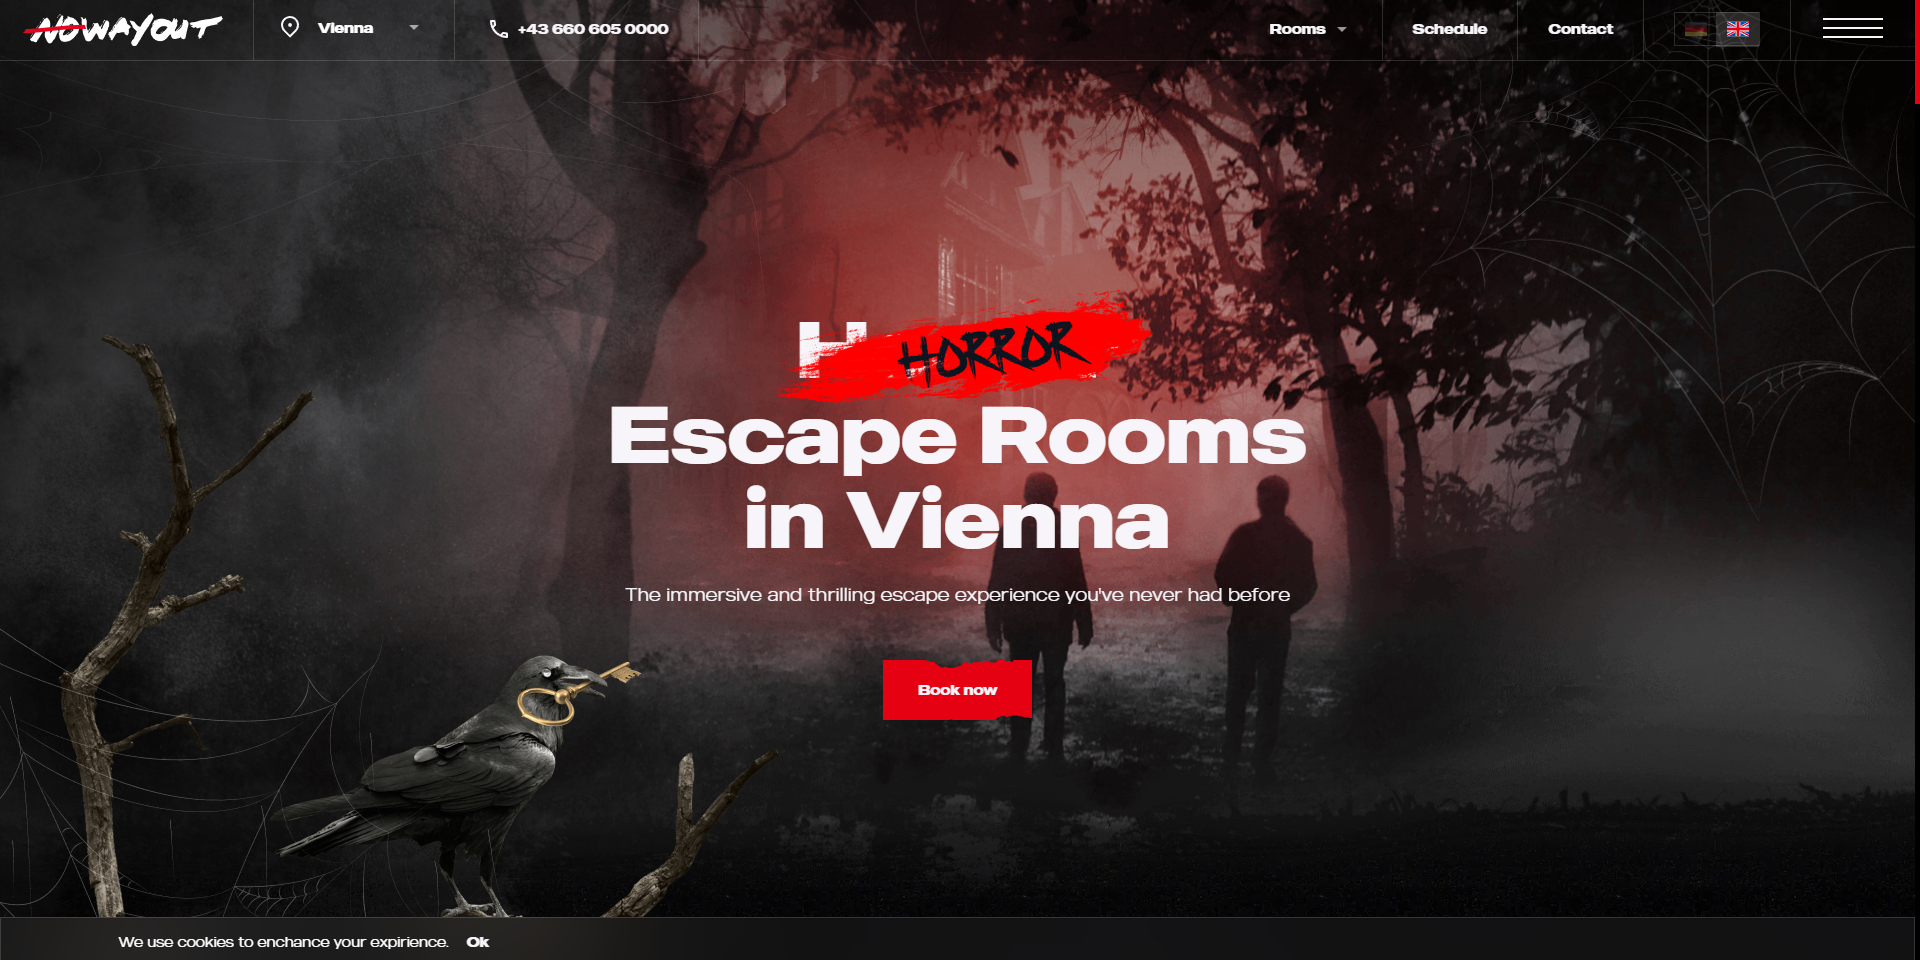 NOWAYOUT
Vienna
+43 660 605 0000
Rooms
Schedule
Contact
H
HORROR
Escape Rooms
in Vienna
The immersive and thrilling escape experience you've never had before
Book now
We use cookies to enchance your expirience. Ok